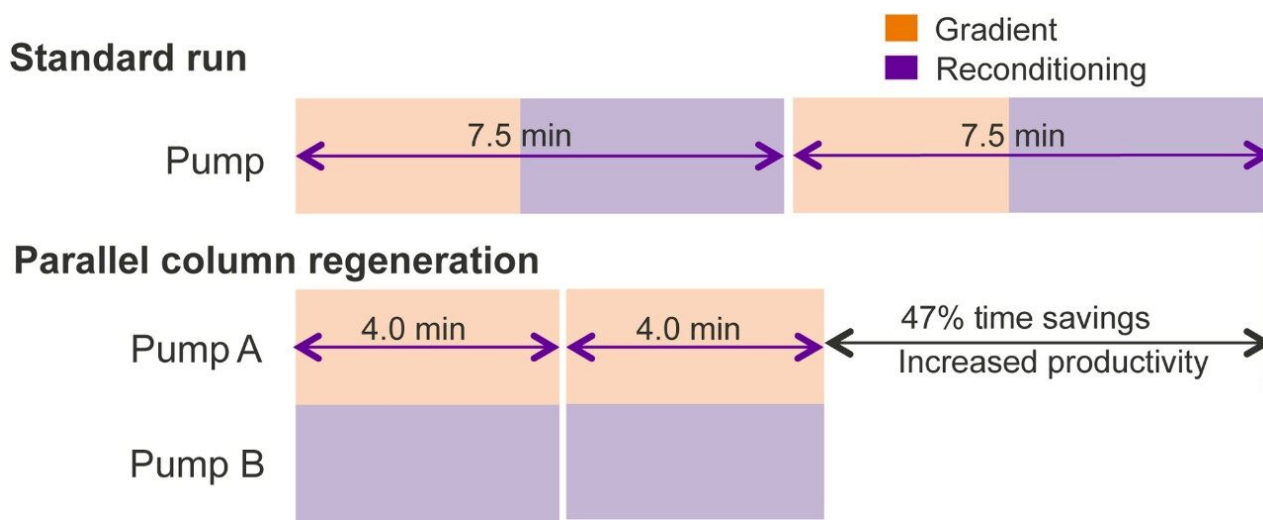 Gradient
Standard run
Reconditioning
7.5 min
7.5 min
Pump
Parallel column regeneration
4.0 min
4.0 min
47% time savings
Pump A
Increased productivity
Pump B